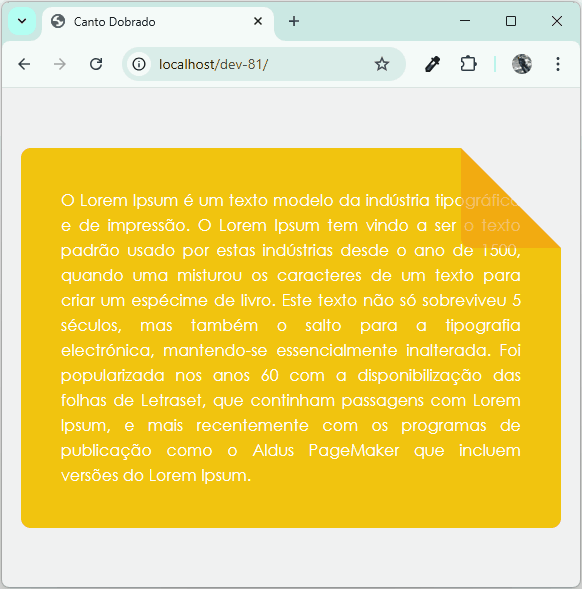 Canto Dobrado
localhost/dev-81/
O Lorem Ipsum é um texto modelo da indústria tipográfica
e de impressão. O Lorem Ipsum tem vindo a ser o texto
padrão usado por estas indústrias desde o ano de 1500,
quando uma misturou os caracteres de um texto para
criar um espécime de livro. Este texto não só sobreviveu 5
séculos, mas também o salto para a tipografia
electrónica, mantendo-se essencialmente inalterada. Foi
popularizada nos anos 60 com a disponibilização das
folhas de Letraset, que continham passagens com Lorem
Ipsum, e mais recentemente com os programas de
publicação como o Aldus PageMaker que incluem
versões do Lorem Ipsum.